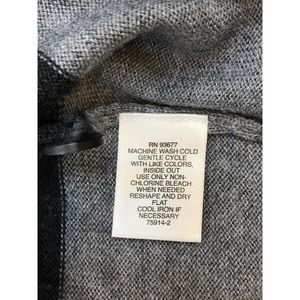 RN 93677
MACHINE WASH COLD
GENTLE CYCLE
WITH LIKE COLORS,
INSIDE OUT
USE ONLY NON-
CHLORINE BLEACH
WHEN NEEDED
RESHAPE AND DRY
FLAT
COOL IRON IF
NECESSARY
75914-2